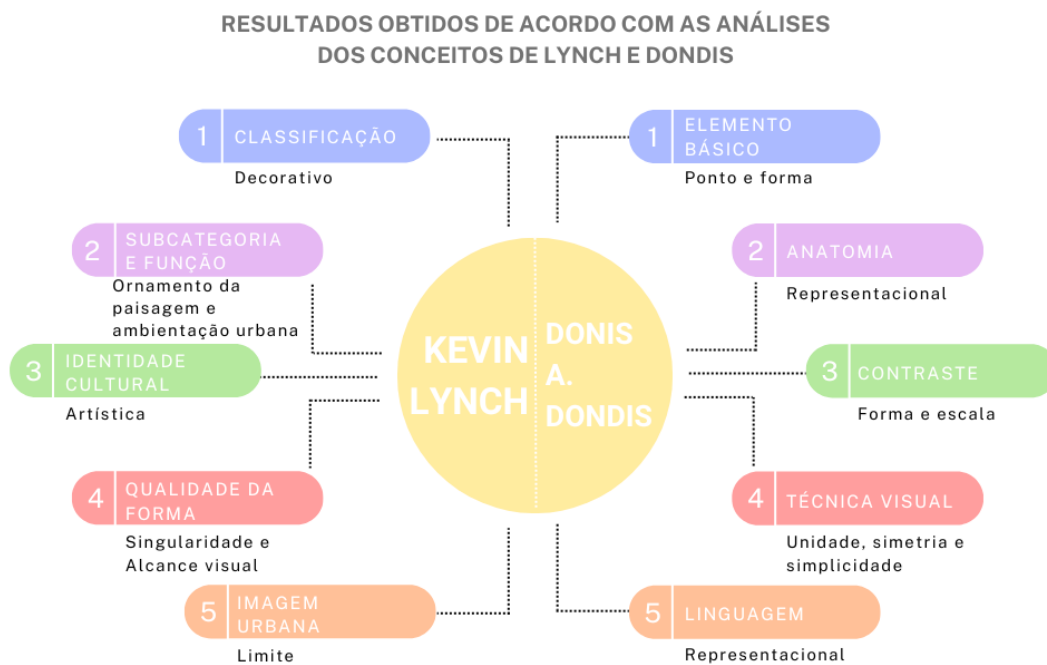 RESULTADOS OBTIDOS DE ACORDO COM AS ANÁLISES
DOS CONCEITOS DE LYNCH E DONDIS
1 CLASSIFICAÇÃO
Decorativo
2 SUBCATEGORIA
E FUNÇÃO
Ornamento da
paisagem e
ambientação urbana
3 IDENTIDADE
CULTURAL
Artística
4 QUALIDADE DA
FORMA
Singularidade e
Alcance visual
5 IMAGEM
URBANA
Limite
KEVIN
LYNCH
DONIS
A.
DONDIS
1 ELEMENTO
BÁSICO
Ponto e forma
2 ANATOMIA
Representacional
3 CONTRASTE
Forma e escala
4 TÉCNICA VISUAL
Unidade, simetria e
simplicidade
5 LINGUAGEM
Representacional